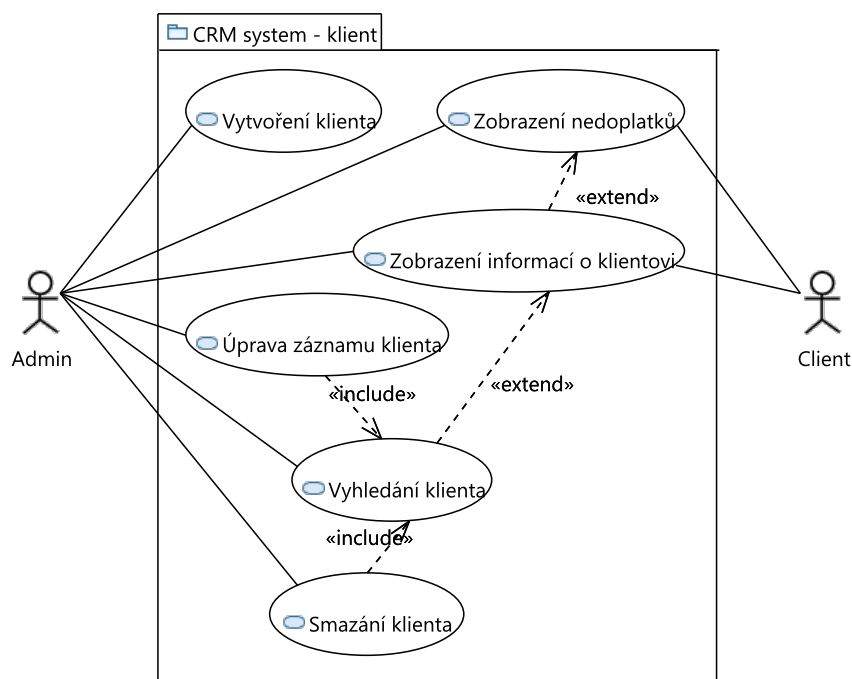 CRM system - klient
Vytvoření klienta
Zobrazení nedoplatků
«extend»
Zobrazení informací o klientovi
Admin
Client
Úprava záznamu klienta
«include»
«extend»
Vyhledání klienta
«include»
Smazání klienta